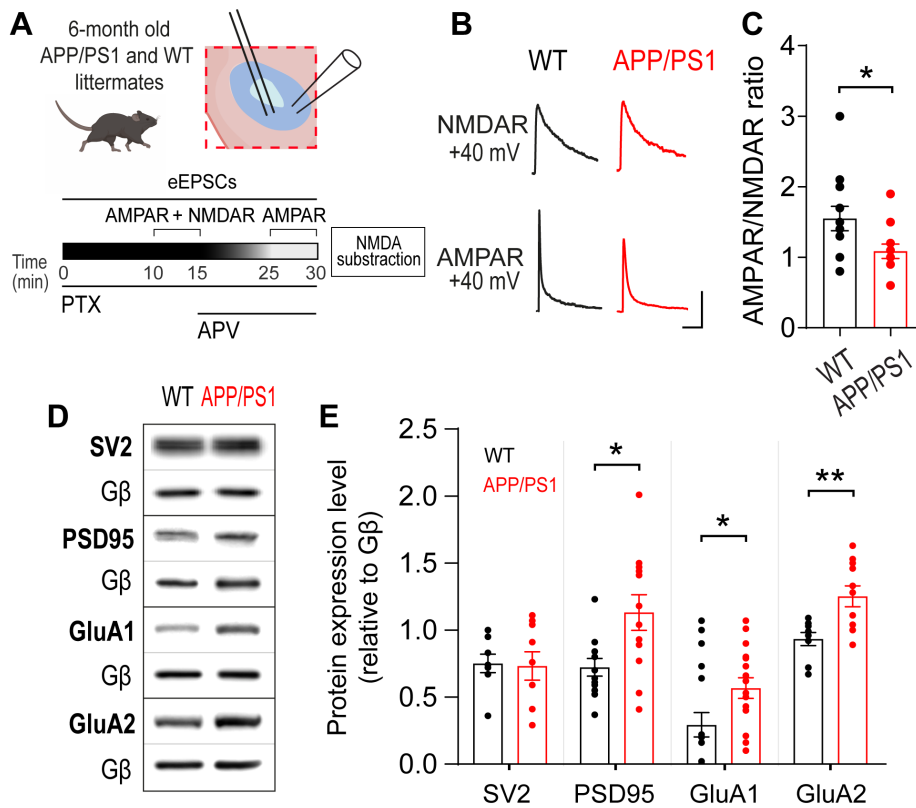 A
6-month old
APP/PS1 and WT
littermates
eEPSCs
AMPAR + NMDAR AMPAR
Time
(min)
0 10 15 25 30
NMDA
substraction
PTX
APV
B
WT APP/PS1
NMDAR
+40 mV
AMPAR
+40 mV
C
AMPAR/NMDAR ratio
4
3
2
1
0
*
WT
APP/PS1
D
WT APP/PS1
SV2
Gβ
PSD95
Gβ
GluA1
Gβ
GluA2
Gβ
E
Protein expression level
(relative to Gβ)
2.5
2.0
1.5
1.0
0.5
0.0
WT
APP/PS1
*
*
**
SV2 PSD95 GluA1 GluA2